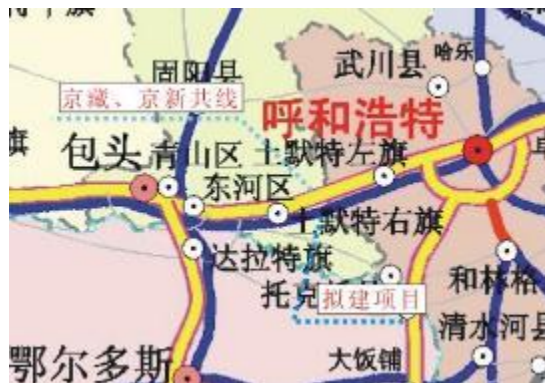 固阳县
武川县
哈乐
京藏、京新共线
呼和浩特
包头
青山区
土默特左旗
旗
东河区
土默特右旗
达拉特旗
托克托
拟建项目
和林格
清水河县
鄂尔多斯
大饭铺